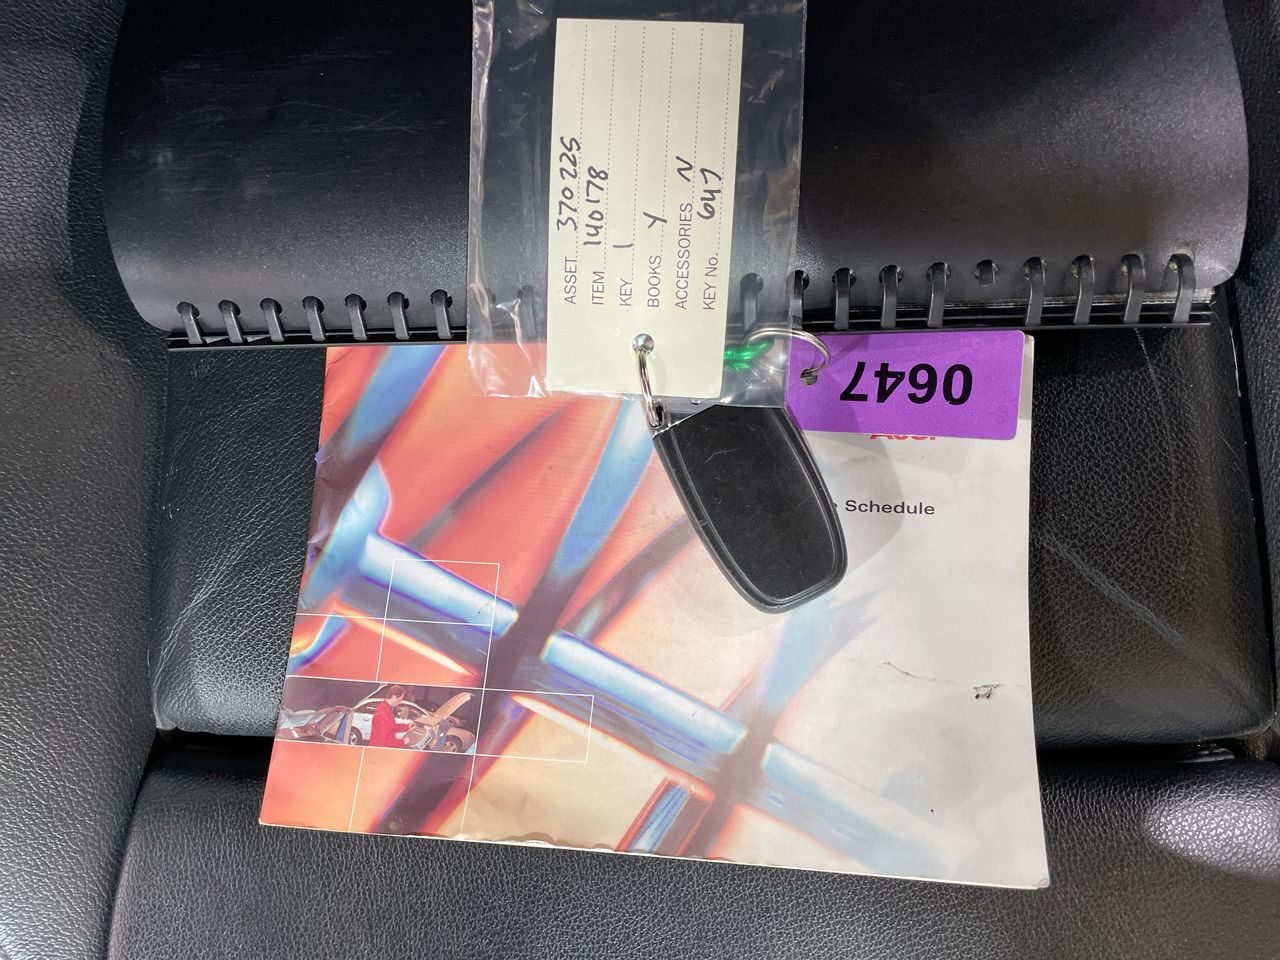 ASSET 370225
ITEM 140178
KEY 1
BOOKS Y
ACCESSORIES N
KEY No. 647
0647
Schedule